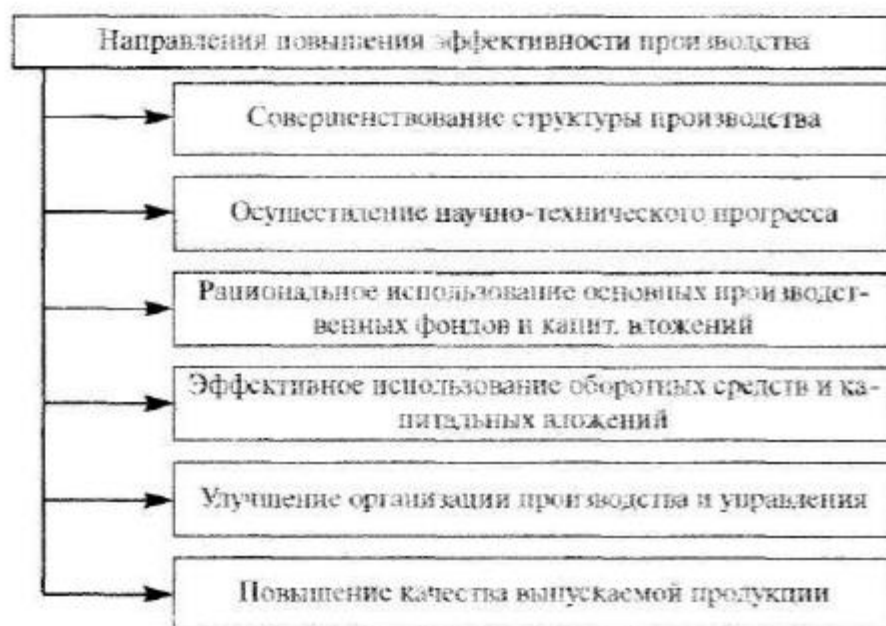 Направления повышения эффективности производства
Совершенствование структуры производства
Осуществление научно-технического прогресса
Рациональное использование основных производст-
венных фондов и капит. вложений
Эффективное использование оборотных средств и ка-
питальных вложений
Улучшение организации производства и управления
Повышение качества выпускаемой продукции